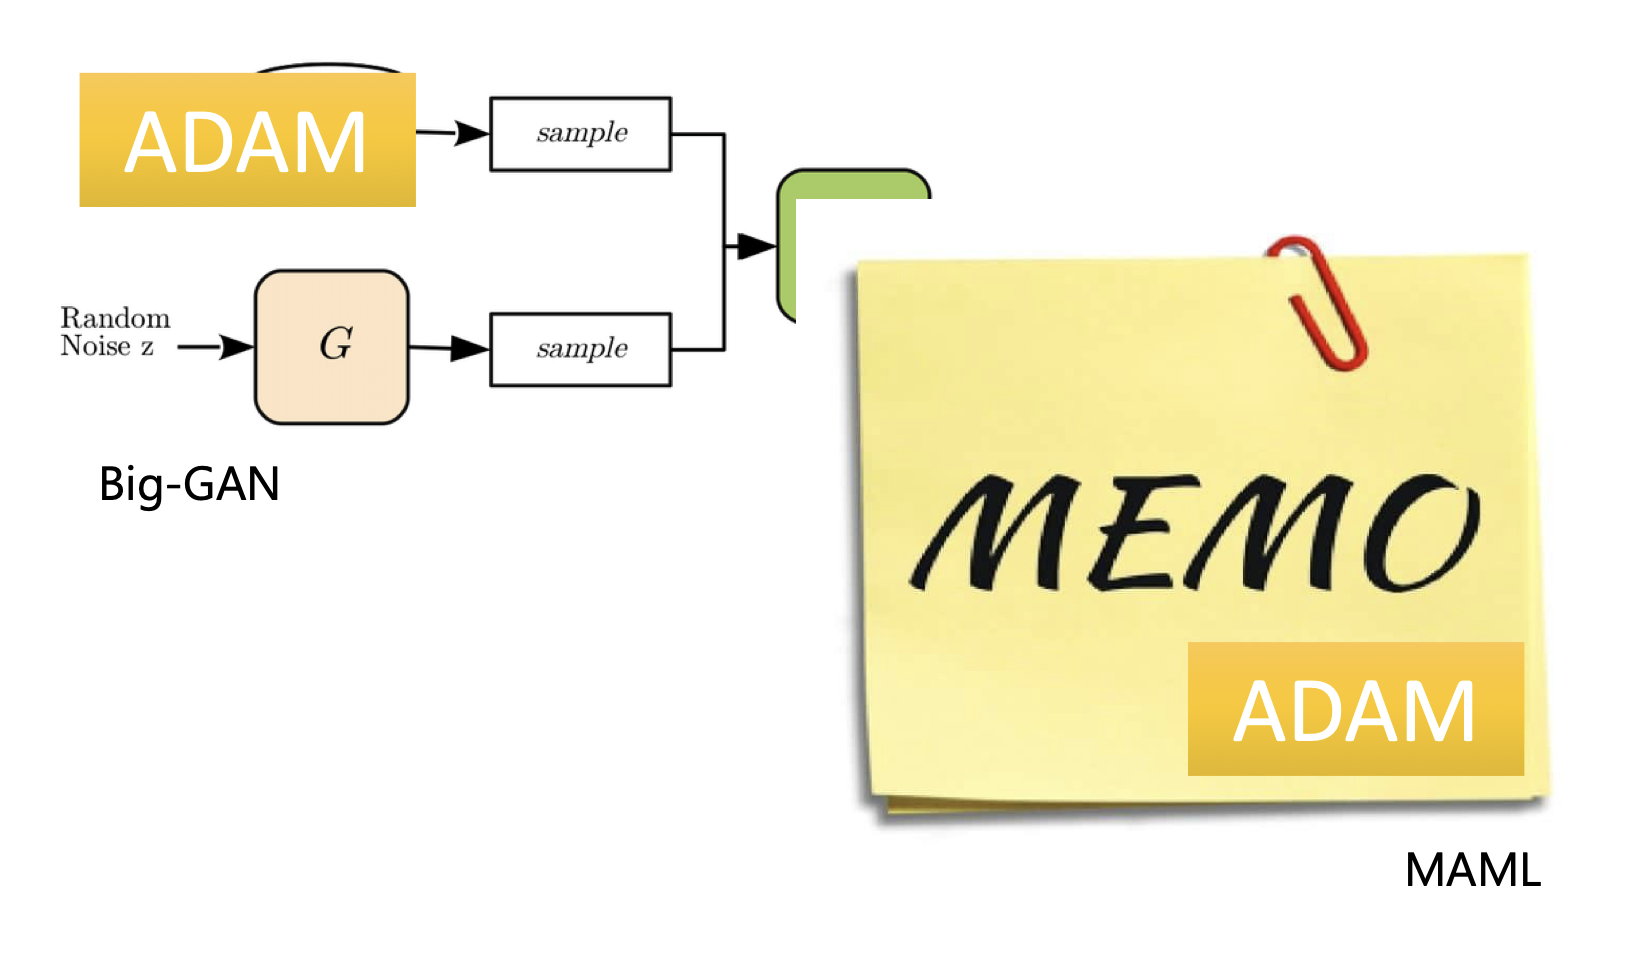 ADAM
sample
Random
Noise z
G
sample
Big-GAN
MEMO
ADAM
MAML